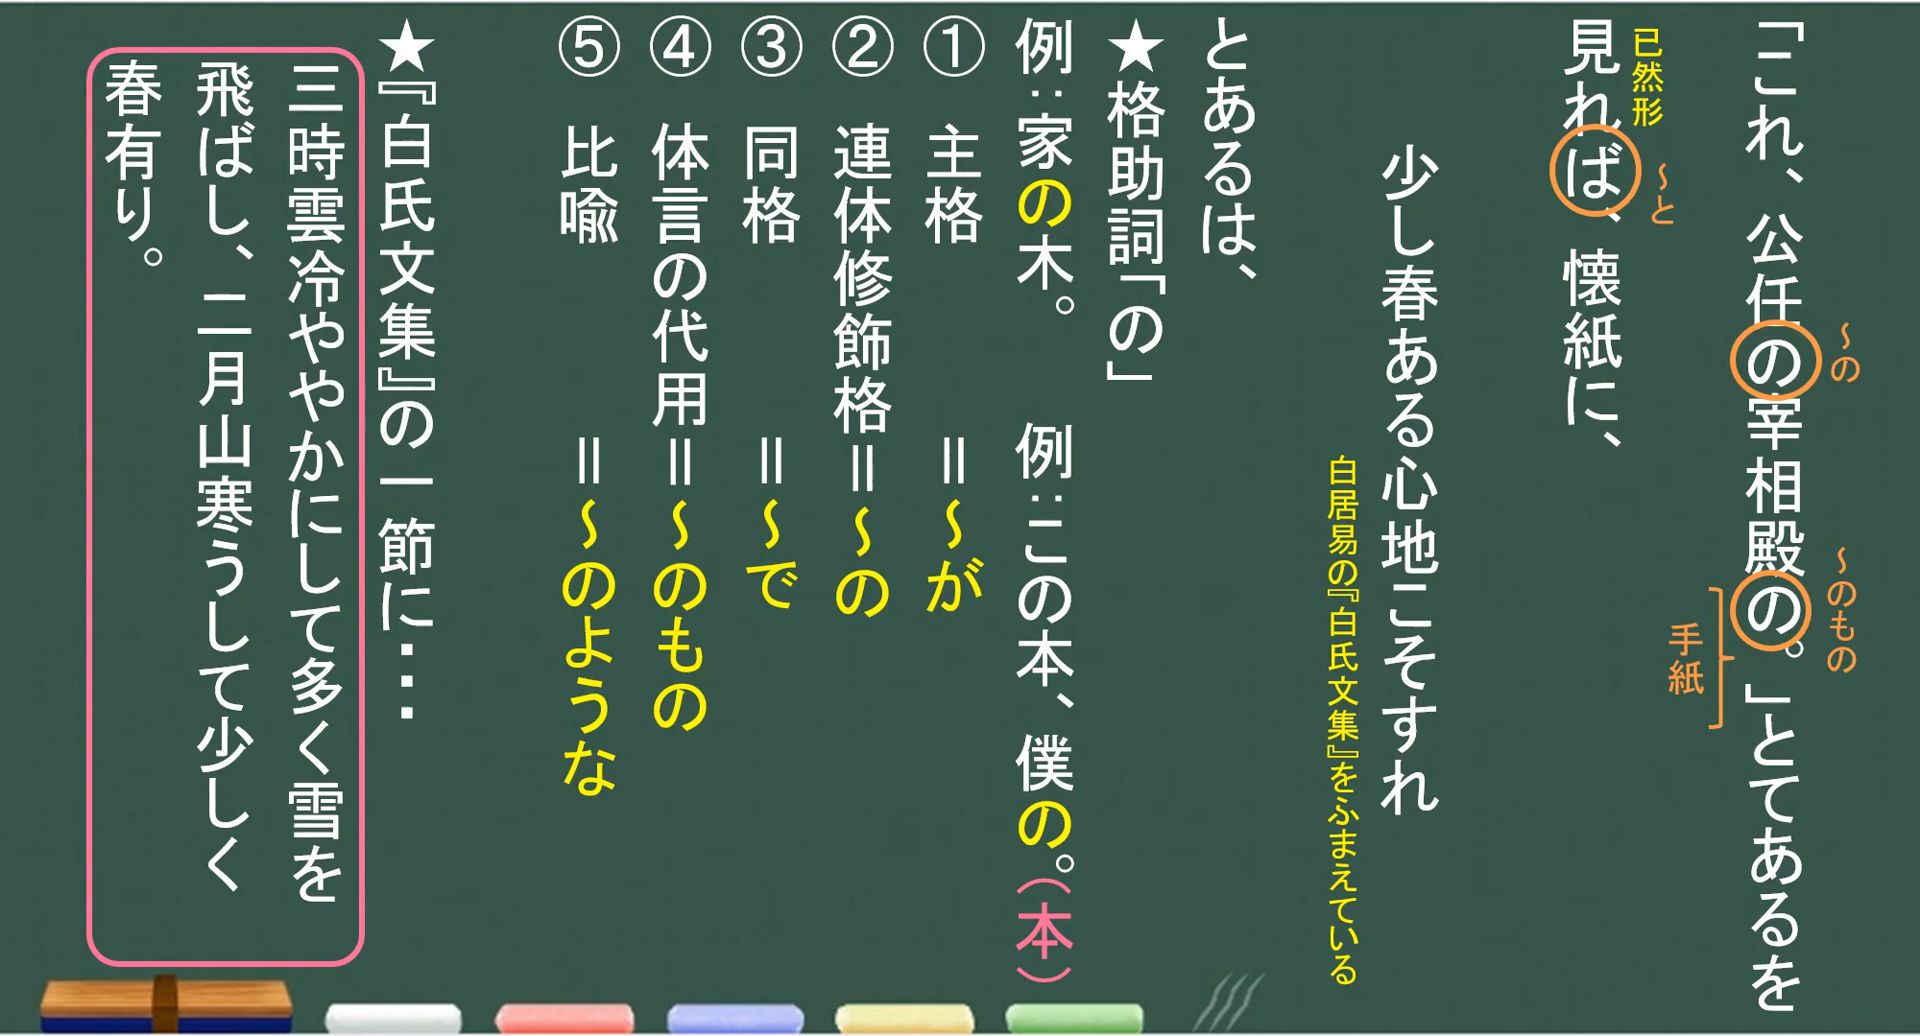 「これ、公任の宰相殿の。」とてあるを
～の
～のもの
手紙
見れば、懐紙に、
已然形
～と
少し春ある心地こそすれ
白居易の『白氏文集』をふまえている
とあるは、
★格助詞「の」
例：家の木。　例：この本、僕の。（本）
①　主格　＝～が
②　連体修飾格＝～の
③　同格　＝～で
④　体言の代用＝～のもの
⑤　比喩　＝～のような
★『白氏文集』の一節に・・・
三時雲冷ややかにして多く雪を
飛ばし、二月山寒うして少しく
春有り。